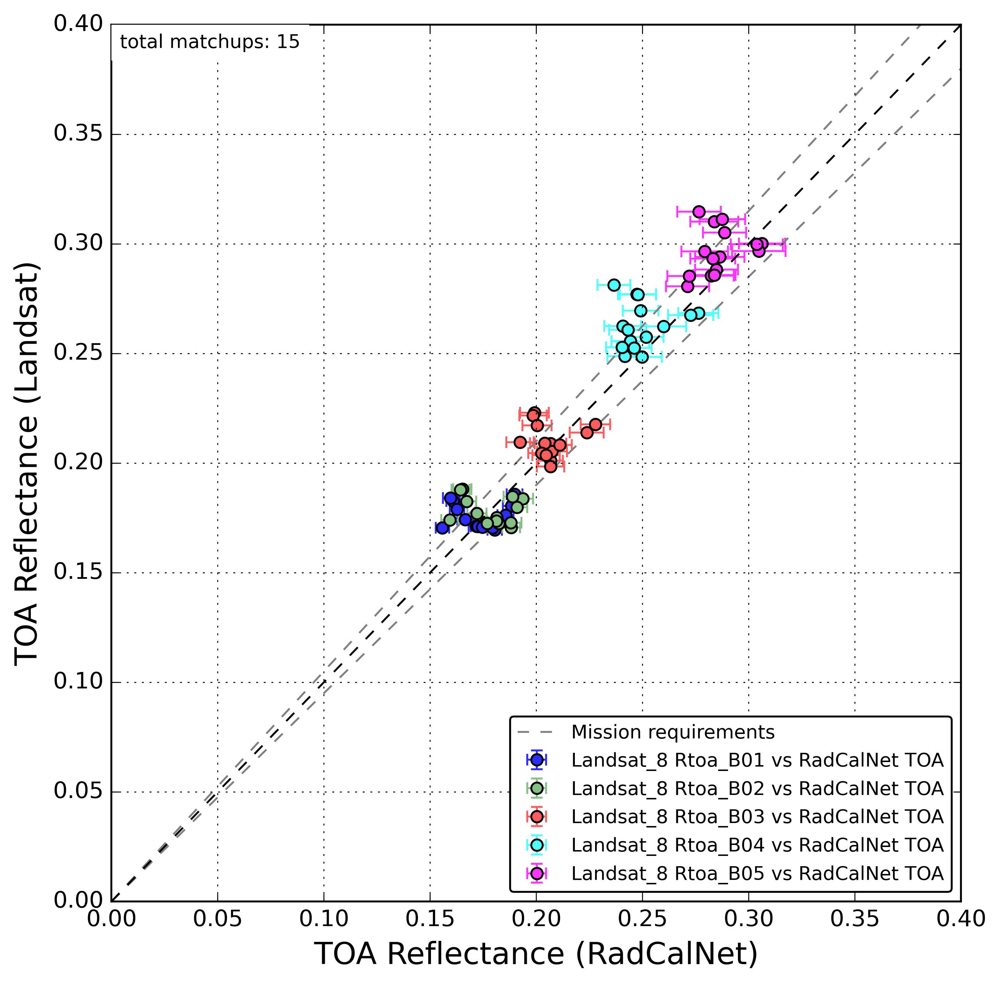 total matchups: 15
0.40
0.35
0.30
0.25
0.20
0.15
0.10
0.05
0.00
TOA Reflectance (Landsat)
Mission requirements
Landsat_8 Rtoa_B01 vs RadCalNet TOA
Landsat_8 Rtoa_B02 vs RadCalNet TOA
Landsat_8 Rtoa_B03 vs RadCalNet TOA
Landsat_8 Rtoa_B04 vs RadCalNet TOA
Landsat_8 Rtoa_B05 vs RadCalNet TOA
0.00 0.05 0.10 0.15 0.20 0.25 0.30 0.35 0.40
TOA Reflectance (RadCalNet)